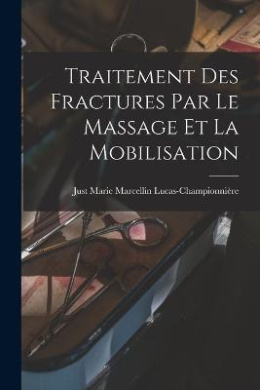 Traitement Des
Fractures Par Le
Massage Et La
Mobilisation
Just Marie Marcellin Lucas-Championnière